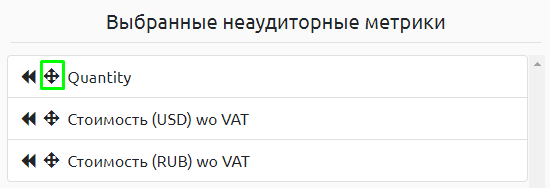 Выбранные неаудиторные метрики
Quantity
Стоимость (USD) wo VAT
Стоимость (RUB) wo VAT